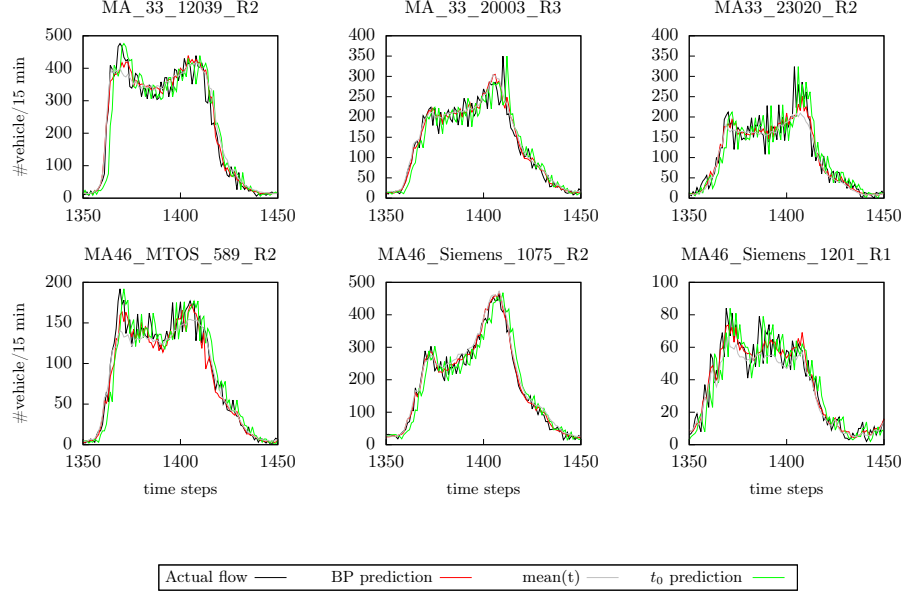 MA_33_12039_R2 MA_33_20003_R3 MA33_23020_R2
#vehicle/15 min
500
400
300
200
100
0
1350 1400 1450
400
350
300
250
200
150
100
50
0
1350 1400 1450
400
350
300
250
200
150
100
50
0
1350 1400 1450
MA46_MTOS_589_R2 MA46_Siemens_1075_R2 MA46_Siemens_1201_R1
#vehicle/15 min
200
150
100
50
0
1350 1400 1450
time steps
500
400
300
200
100
0
1350 1400 1450
time steps
100
80
60
40
20
0
1350 1400 1450
time steps
Actual flow BP prediction mean(t) t₀ prediction